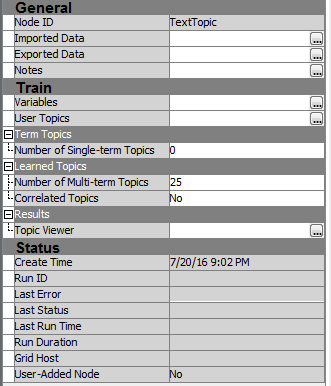 General
Node ID TextTopic
Imported Data ...
Exported Data ...
Notes ...
Train
Variables ...
User Topics ...
Term Topics
Number of Single-term Topics 0
Learned Topics
Number of Multi-term Topics 25
Correlated Topics No
Results
Topic Viewer ...
Status
Create Time 7/20/16 9:02 PM
Run ID
Last Error
Last Status
Last Run Time
Run Duration
Grid Host
User-Added Node No